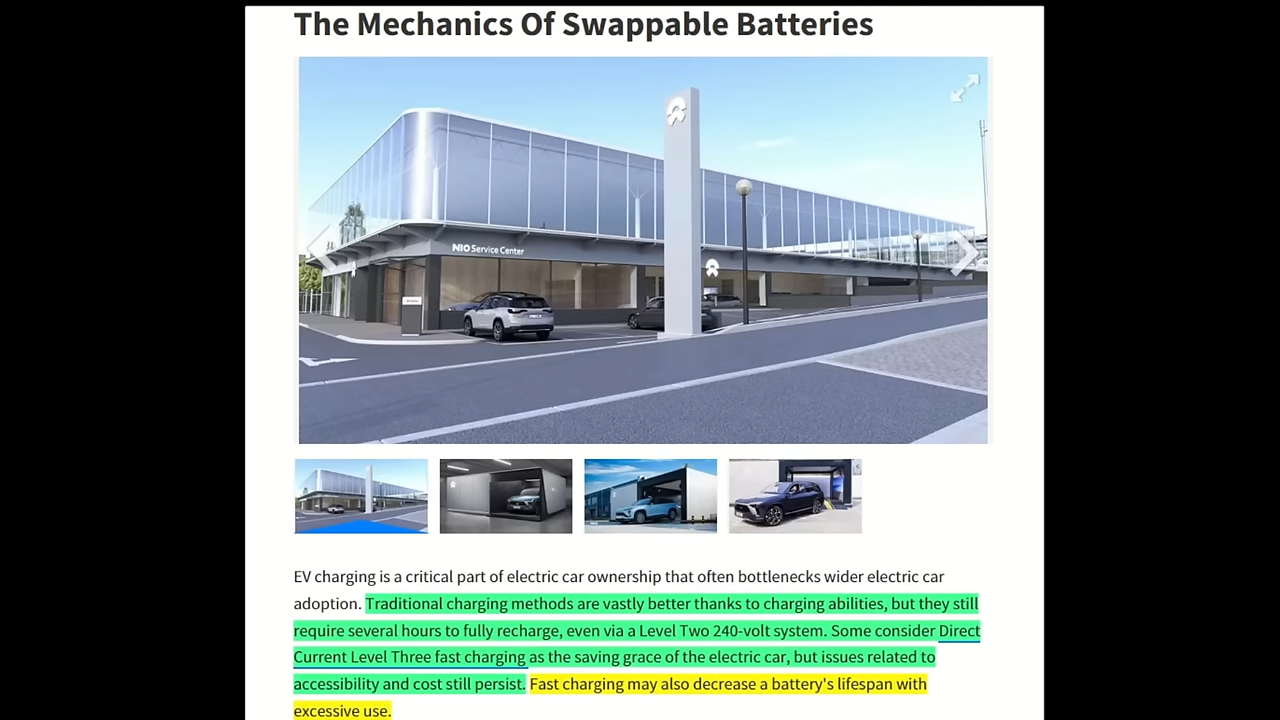 The Mechanics Of Swappable Batteries
NIO Service Center
EV charging is a critical part of electric car ownership that often bottlenecks wider electric car
adoption. Traditional charging methods are vastly better thanks to charging abilities, but they still
require several hours to fully recharge, even via a Level Two 240-volt system. Some consider Direct
Current Level Three fast charging as the saving grace of the electric car, but issues related to
accessibility and cost still persist. Fast charging may also decrease a battery's lifespan with
excessive use.